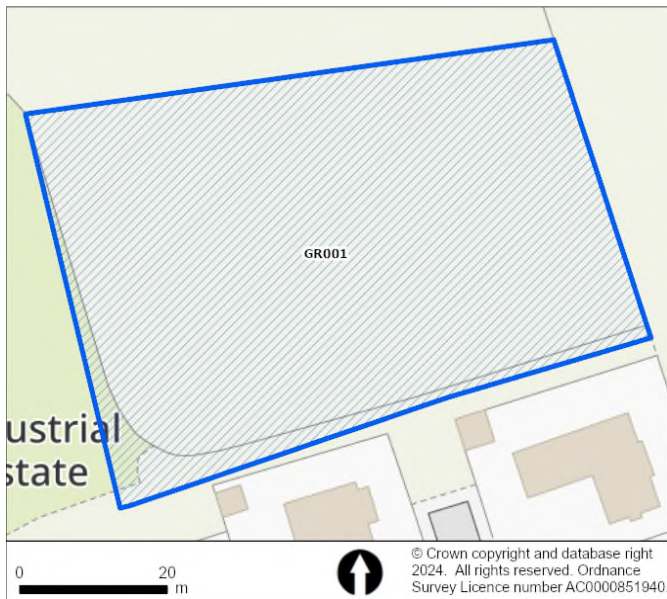 GR001
ustrial
state
0 20
m
© Crown copyright and database right
2024. All rights reserved. Ordnance
Survey Licence number AC0000851940